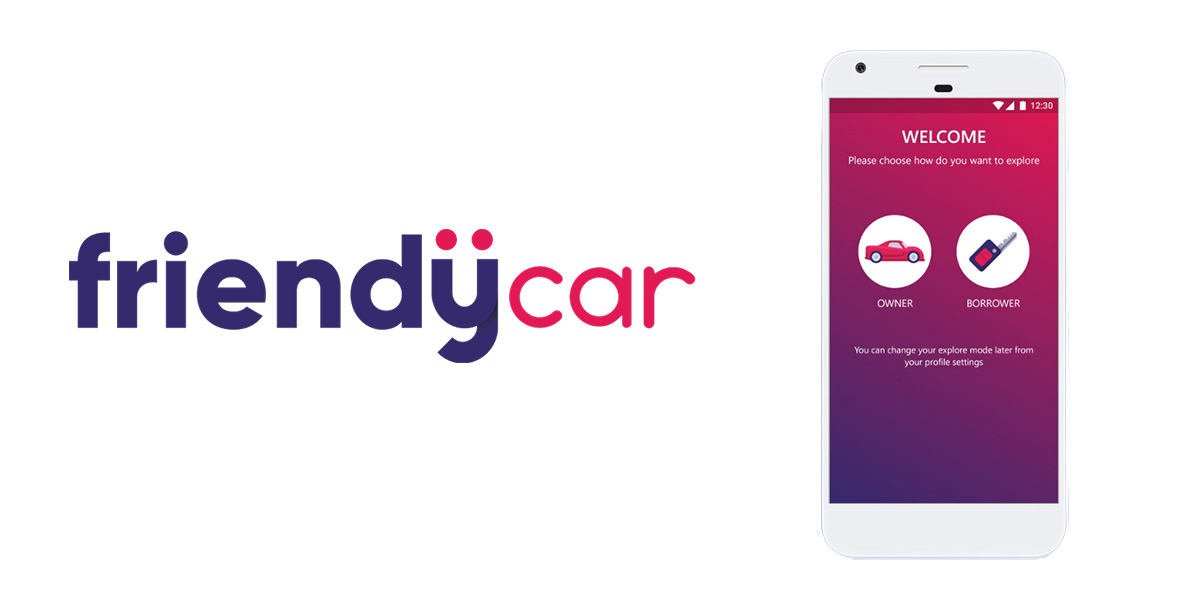 friendÿcar
12:30
WELCOME
Please choose how do you want to explore
OWNER
BORROWER
You can change your explore mode later from
your profile settings